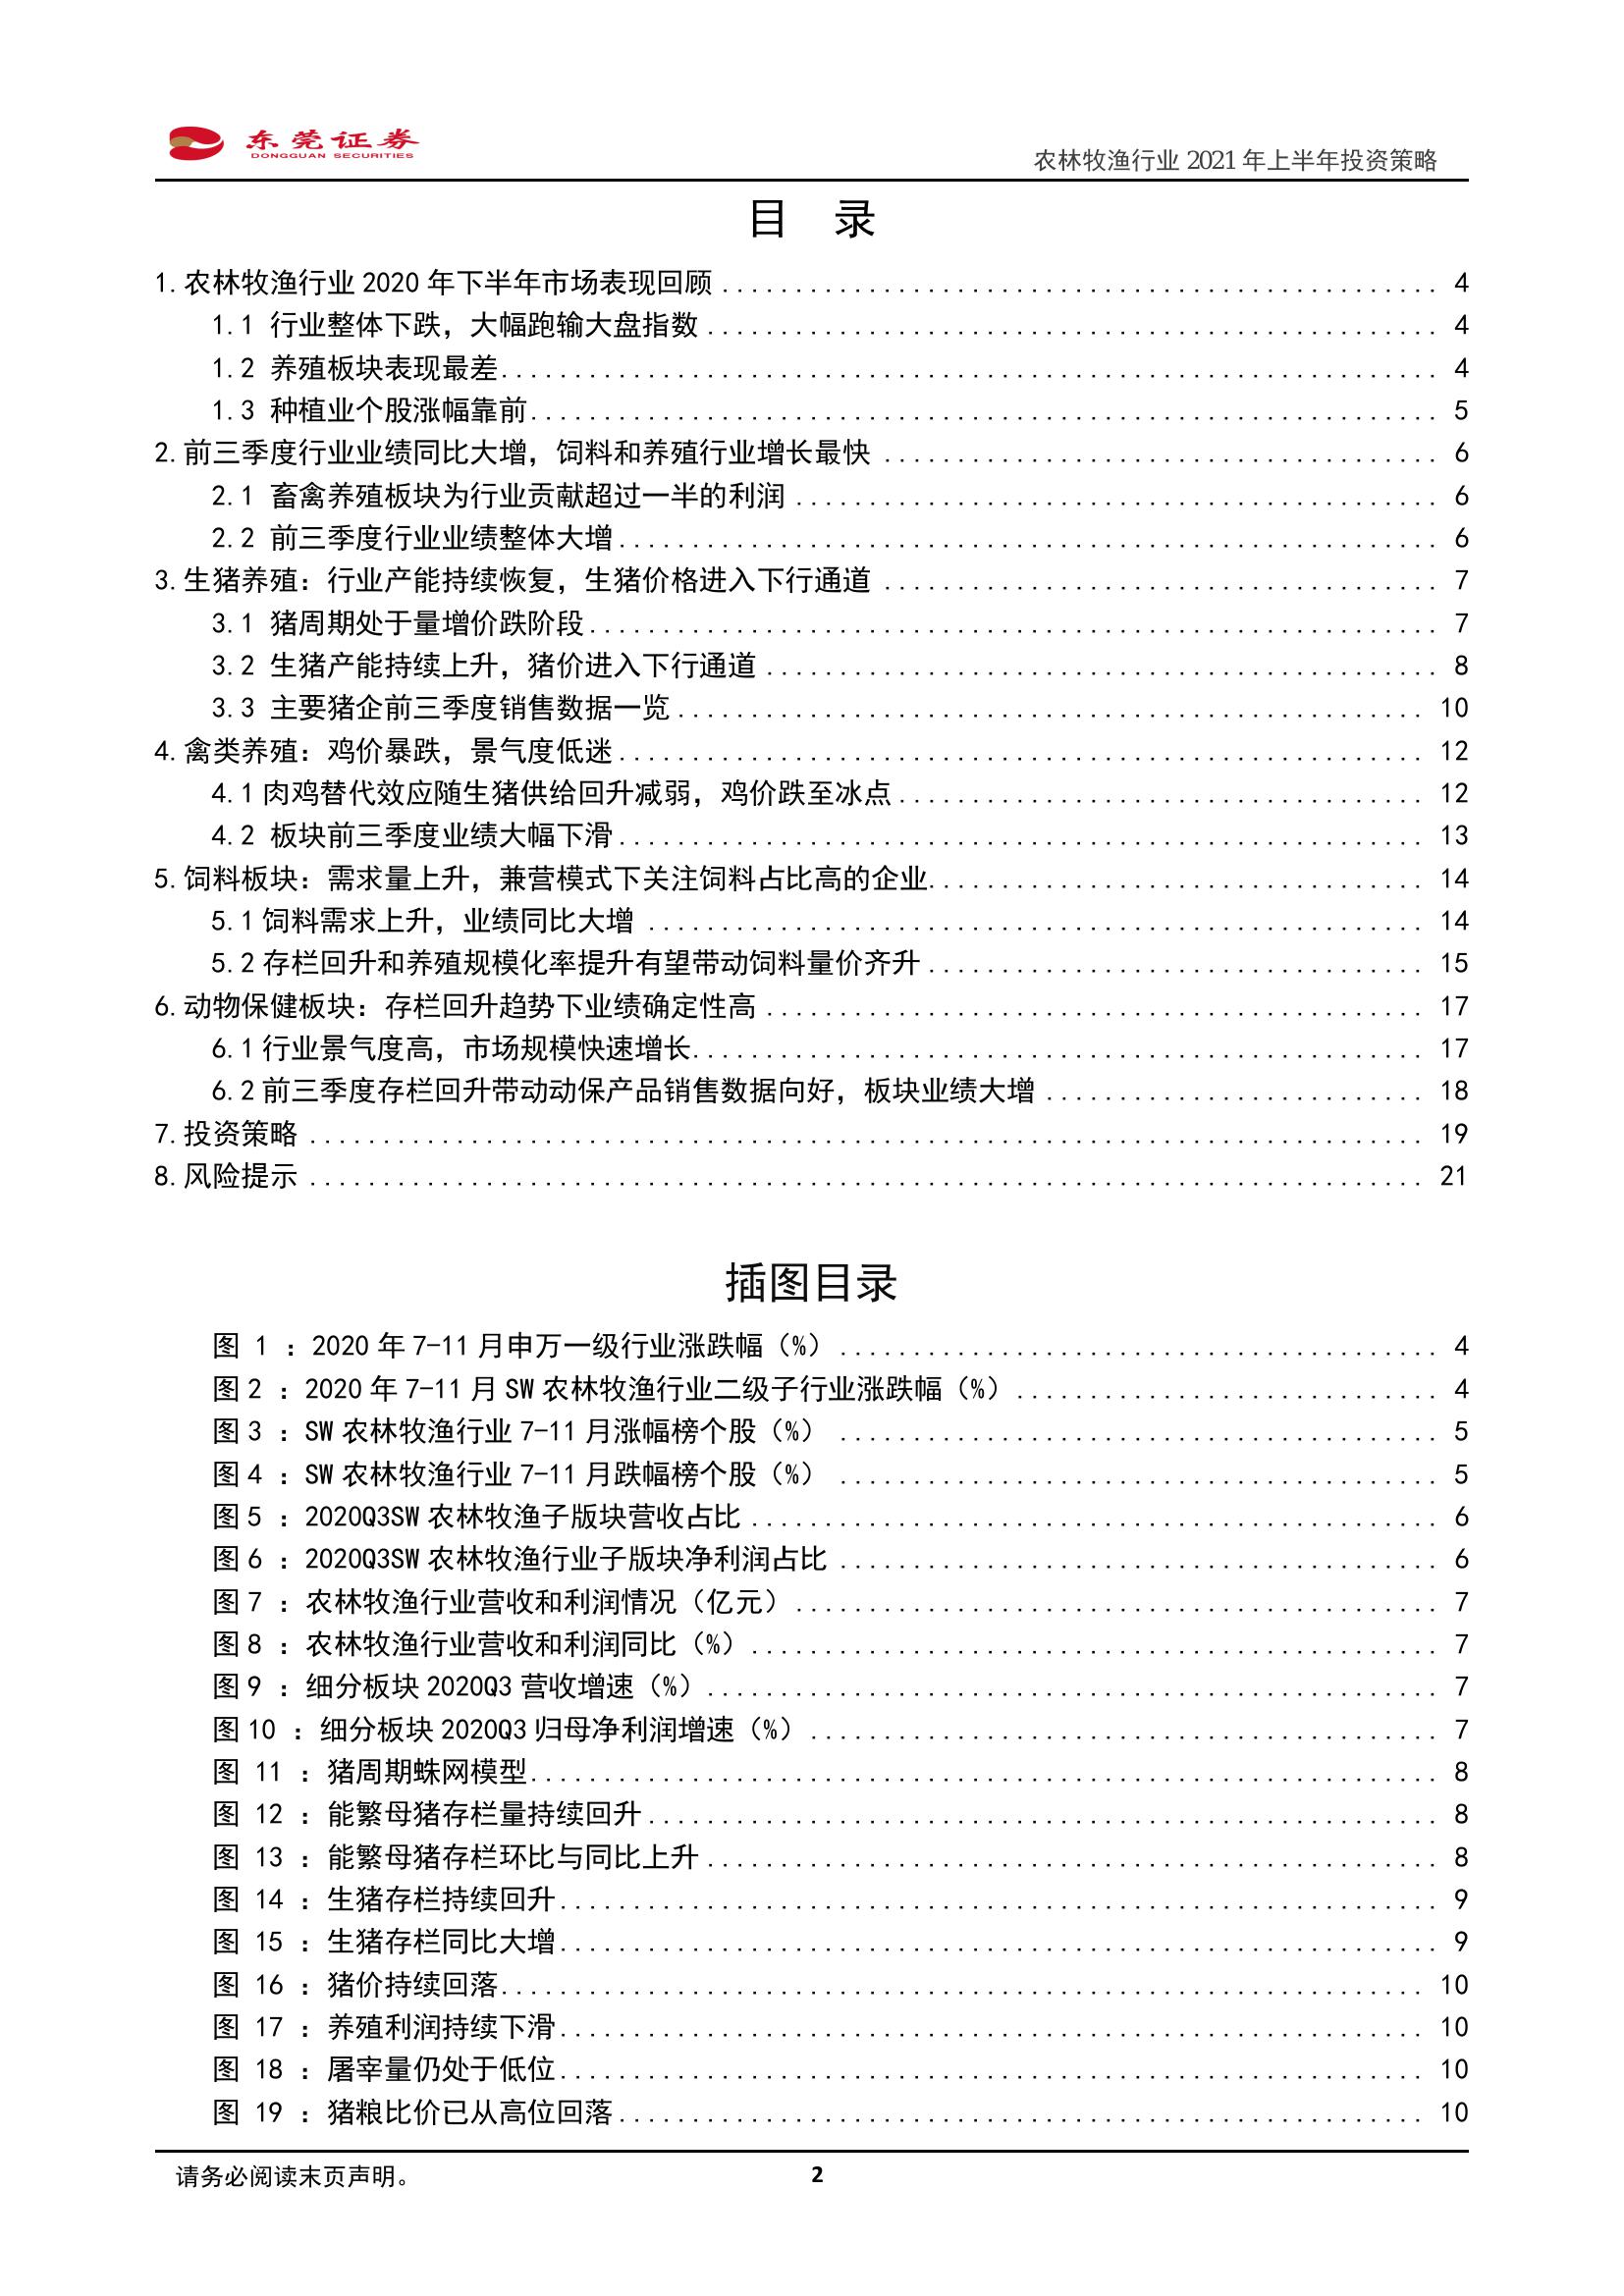 东莞证券
DONGGUAN SECURITIES
农林牧渔行业 2021 年上半年投资策略
目 录
1.农林牧渔行业 2020 年下半年市场表现回顾 ........ 4
1.1 行业整体下跌，大幅跑输大盘指数 ........ 4
1.2 养殖板块表现最差 ........ 4
1.3 种植业个股涨幅靠前 ........ 5
2.前三季度行业业绩同比大增，饲料和养殖行业增长最快 ........ 6
2.1 畜禽养殖板块为行业贡献超过一半的利润 ........ 6
2.2 前三季度行业业绩整体大增 ........ 6
3.生猪养殖：行业产能持续恢复，生猪价格进入下行通道 ........ 7
3.1 猪周期处于量增价跌阶段 ........ 7
3.2 生猪产能持续上升，猪价进入下行通道 ........ 8
3.3 主要猪企前三季度销售数据一览 ........ 10
4.禽类养殖：鸡价暴跌，景气度低迷 ........ 12
4.1 肉鸡替代效应随生猪供给回升减弱，鸡价跌至冰点 ........ 12
4.2 板块前三季度业绩大幅下滑 ........ 13
5.饲料板块：需求量上升，兼营模式下关注饲料占比高的企业 ........ 14
5.1 饲料需求上升，业绩同比大增 ........ 14
5.2 存栏回升和养殖规模化率提升有望带动饲料量价齐升 ........ 15
6.动物保健板块：存栏回升趋势下业绩确定性高 ........ 17
6.1 行业景气度高，市场规模快速增长 ........ 17
6.2 前三季度存栏回升带动动保产品销售数据向好，板块业绩大增 ........ 18
7.投资策略 ........ 19
8.风险提示 ........ 21
插图目录
图 1 ：2020 年 7-11 月申万一级行业涨跌幅（%） ........ 4
图 2 ：2020 年 7-11 月 SW 农林牧渔行业二级子行业涨跌幅（%） ........ 4
图 3 ：SW 农林牧渔行业 7-11 月涨幅榜个股（%） ........ 5
图 4 ：SW 农林牧渔行业 7-11 月跌幅榜个股（%） ........ 5
图 5 ：2020Q3SW 农林牧渔子版块营收占比 ........ 6
图 6 ：2020Q3SW 农林牧渔行业子版块净利润占比 ........ 6
图 7 ：农林牧渔行业营收和利润情况（亿元） ........ 7
图 8 ：农林牧渔行业营收和利润同比（%） ........ 7
图 9 ：细分板块 2020Q3 营收增速（%） ........ 7
图 10 ：细分板块 2020Q3 归母净利润增速（%） ........ 7
图 11 ：猪周期蛛网模型 ........ 8
图 12 ：能繁母猪存栏量持续回升 ........ 8
图 13 ：能繁母猪存栏环比与同比上升 ........ 8
图 14 ：生猪存栏持续回升 ........ 9
图 15 ：生猪存栏同比大增 ........ 9
图 16 ：猪价持续回落 ........ 10
图 17 ：养殖利润持续下滑 ........ 10
图 18 ：屠宰量仍处于低位 ........ 10
图 19 ：猪粮比价已从高位回落 ........ 10
请务必阅读末页声明。
2